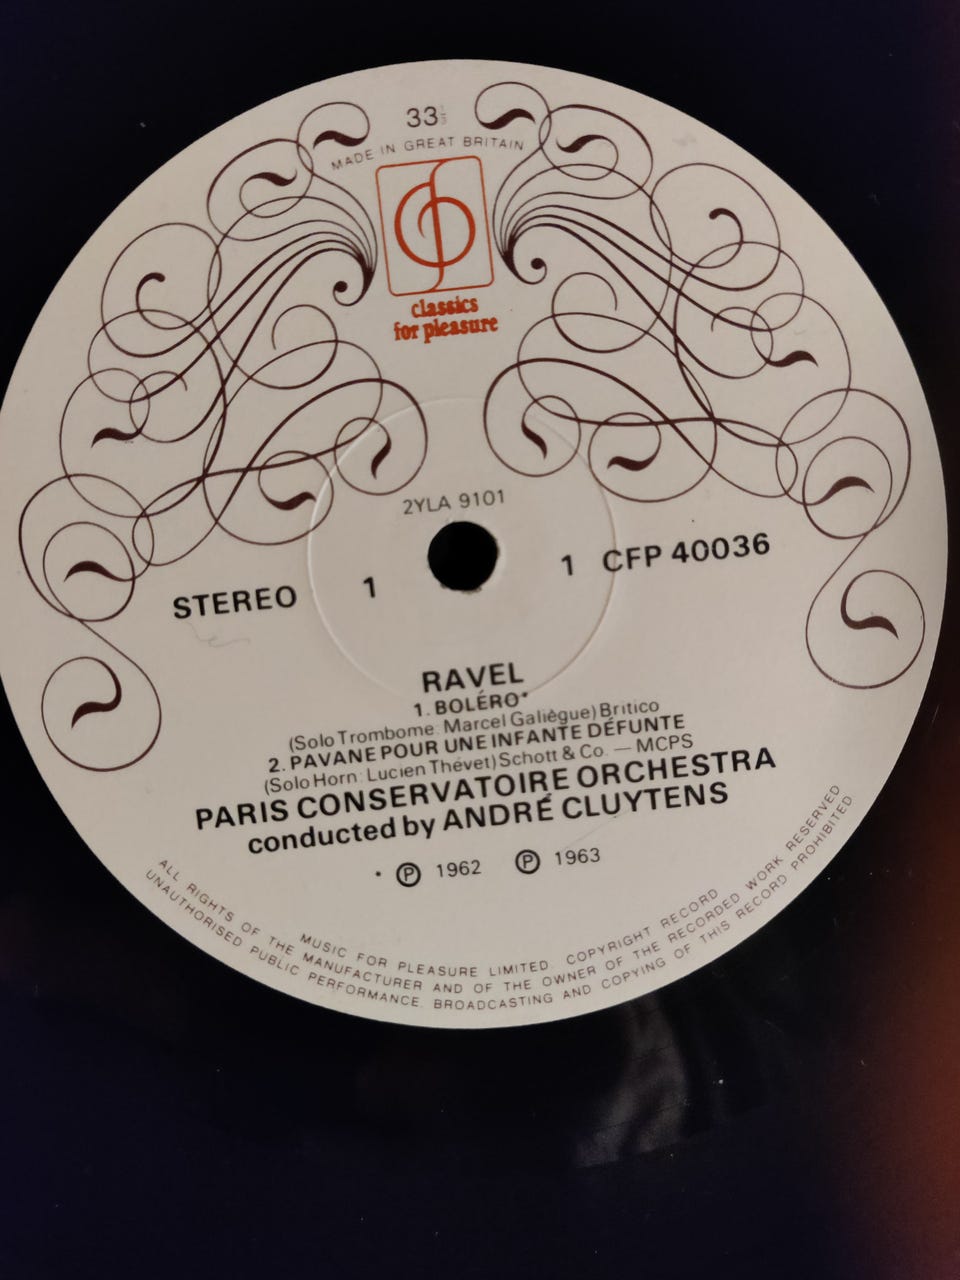 33⅓
MADE IN GREAT BRITAIN
classics
for pleasure
2YLA 9101
STEREO 1 1 CFP 40036
RAVEL
1. BOLÉRO*
(Solo Trombome: Marcel Galiègue) Britico
2. PAVANE POUR UNE INFANTE DÉFUNTE
(Solo Horn: Lucien Thévet) Schott & Co. — MCPS
PARIS CONSERVATOIRE ORCHESTRA
conducted by ANDRÉ CLUYTENS
* ℗ 1962 ℗ 1963
MUSIC FOR PLEASURE LIMITED. COPYRIGHT RECORD
ALL RIGHTS OF THE MANUFACTURER AND OF THE OWNER OF THE RECORDED WORK RESERVED
UNAUTHORISED PUBLIC PERFORMANCE. BROADCASTING AND COPYING OF THIS RECORD PROHIBITED